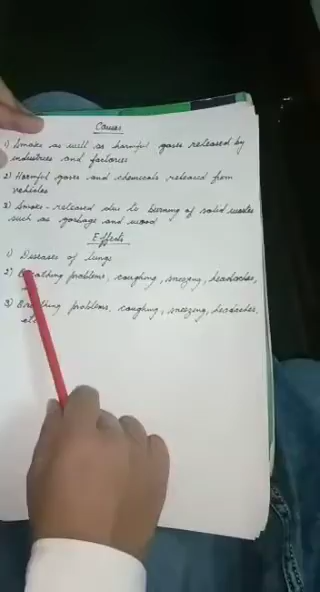 Causes
1) Smoke as well as harmful gases released by
industries and factories
2) Harmful gases and chemicals released from
vehicles
3) Smoke - released due to burning of solid wastes
such as garbage and wood
Effects
1) Diseases of lungs
2) Breathing problems, coughing, sneezing, headaches,
3) Breathing problems, coughing, sneezing, headaches,
etc